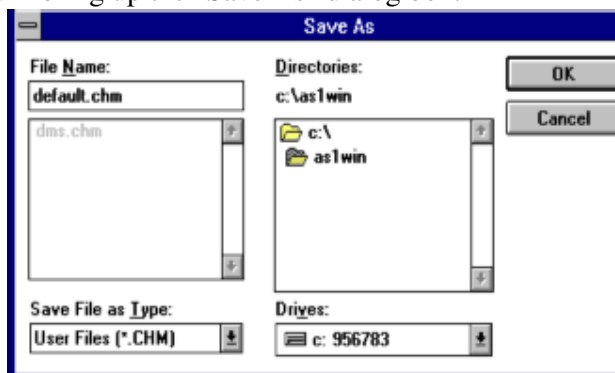 Save As
File Name:
default.chm
dms.chm
Save File as Type:
User Files (*.CHM)
Directories:
c:\as1win
c:\
as1win
Drives:
c: 956783
OK
Cancel